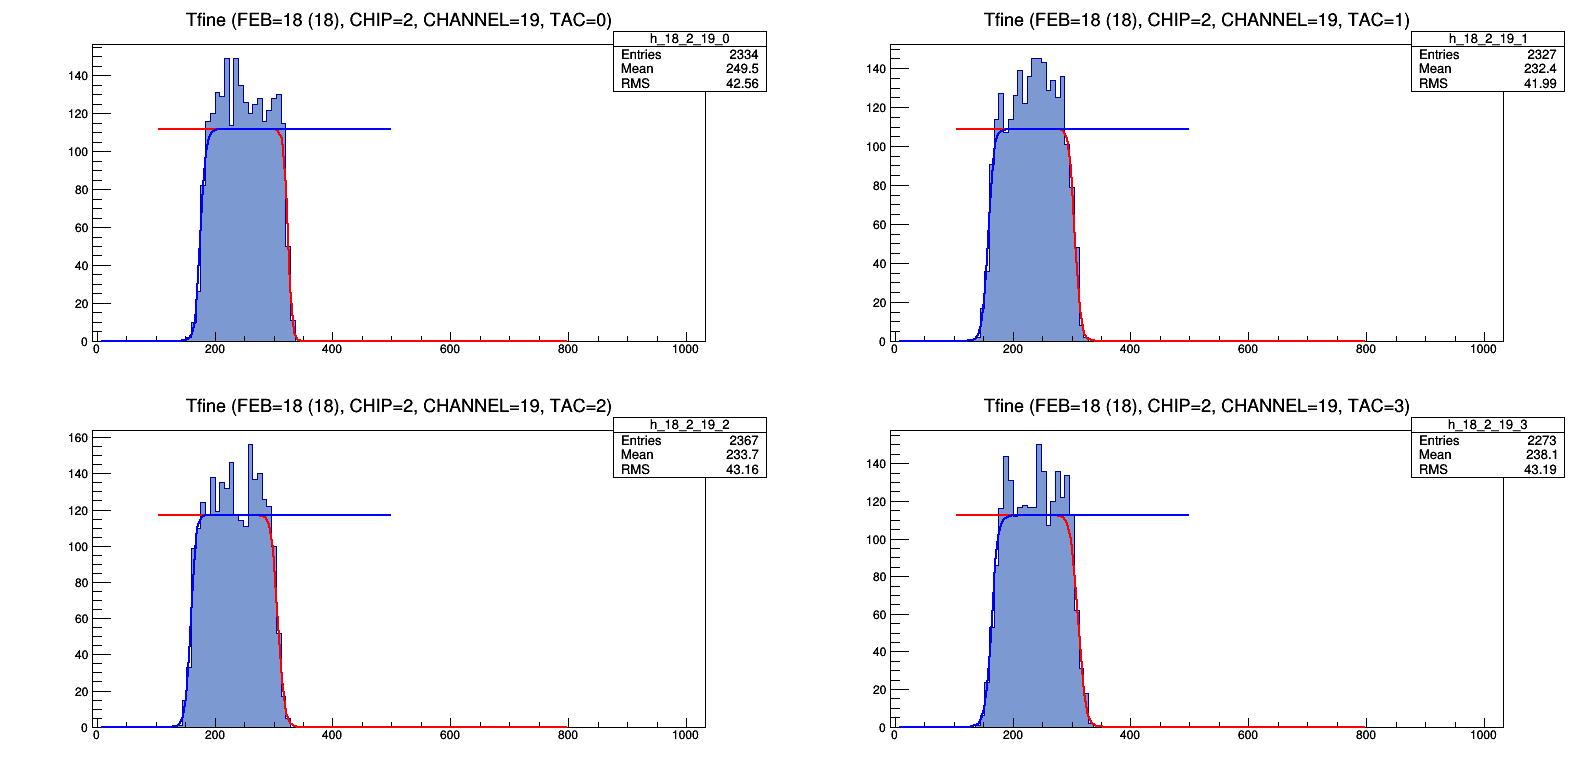 Tfine (FEB=18 (18), CHIP=2, CHANNEL=19, TAC=0)
h_18_2_19_0
Entries 2334
Mean 249.5
RMS 42.56
140
120
100
80
60
40
20
0
0 200 400 600 800 1000
Tfine (FEB=18 (18), CHIP=2, CHANNEL=19, TAC=1)
h_18_2_19_1
Entries 2327
Mean 232.4
RMS 41.99
140
120
100
80
60
40
20
0
0 200 400 600 800 1000
Tfine (FEB=18 (18), CHIP=2, CHANNEL=19, TAC=2)
h_18_2_19_2
Entries 2367
Mean 233.7
RMS 43.16
160
140
120
100
80
60
40
20
0
0 200 400 600 800 1000
Tfine (FEB=18 (18), CHIP=2, CHANNEL=19, TAC=3)
h_18_2_19_3
Entries 2273
Mean 238.1
RMS 43.19
140
120
100
80
60
40
20
0
0 200 400 600 800 1000